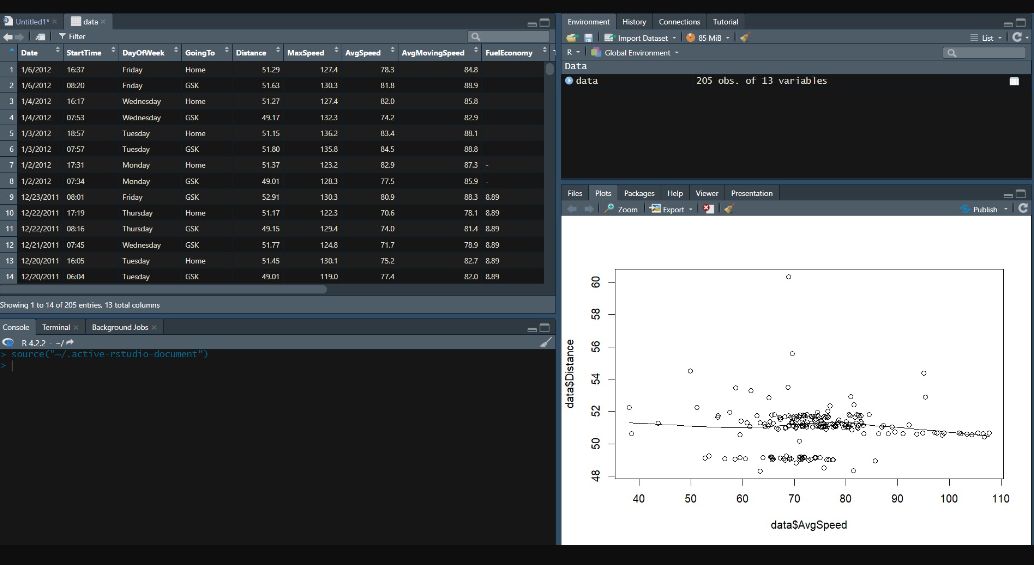 Untitled1* × data ×
Filter
Date StartTime DayOfWeek GoingTo Distance MaxSpeed AvgSpeed AvgMovingSpeed FuelEconomy
1 1/6/2012 16:37 Friday Home 51.29 127.4 78.3 84.8
2 1/6/2012 08:20 Friday GSK 51.63 130.3 81.8 88.9
3 1/4/2012 16:17 Wednesday Home 51.27 127.4 82.0 85.8
4 1/4/2012 07:53 Wednesday GSK 49.17 132.3 74.2 82.9
5 1/3/2012 18:57 Tuesday Home 51.15 136.2 83.4 88.1
6 1/3/2012 07:57 Tuesday GSK 51.80 135.8 84.5 88.8
7 1/2/2012 17:31 Monday Home 51.37 123.2 82.9 87.3 -
8 1/2/2012 07:34 Monday GSK 49.01 128.3 77.5 85.9 -
9 12/23/2011 08:01 Friday GSK 52.91 130.3 80.9 88.3 8.89
10 12/22/2011 17:19 Thursday Home 51.17 122.3 70.6 78.1 8.89
11 12/22/2011 08:16 Thursday GSK 49.15 129.4 74.0 81.4 8.89
12 12/21/2011 07:45 Wednesday GSK 51.77 124.8 71.7 78.9 8.89
13 12/20/2011 16:05 Tuesday Home 51.45 130.1 75.2 82.7 8.89
14 12/20/2011 06:04 Tuesday GSK 49.01 119.0 77.4 82.0 8.89
Showing 1 to 14 of 205 entries, 13 total columns
Console Terminal × Background Jobs ×
R 4.2.2 · ~/
> source("~/.active-rstudio-document")
>
Environment History Connections Tutorial
Import Dataset 85 MiB List
R Global Environment
Data
data 205 obs. of 13 variables
Files Plots Packages Help Viewer Presentation
Zoom Export Publish
data$Distance
60
58
56
54
52
50
48
40 50 60 70 80 90 100 110
data$AvgSpeed